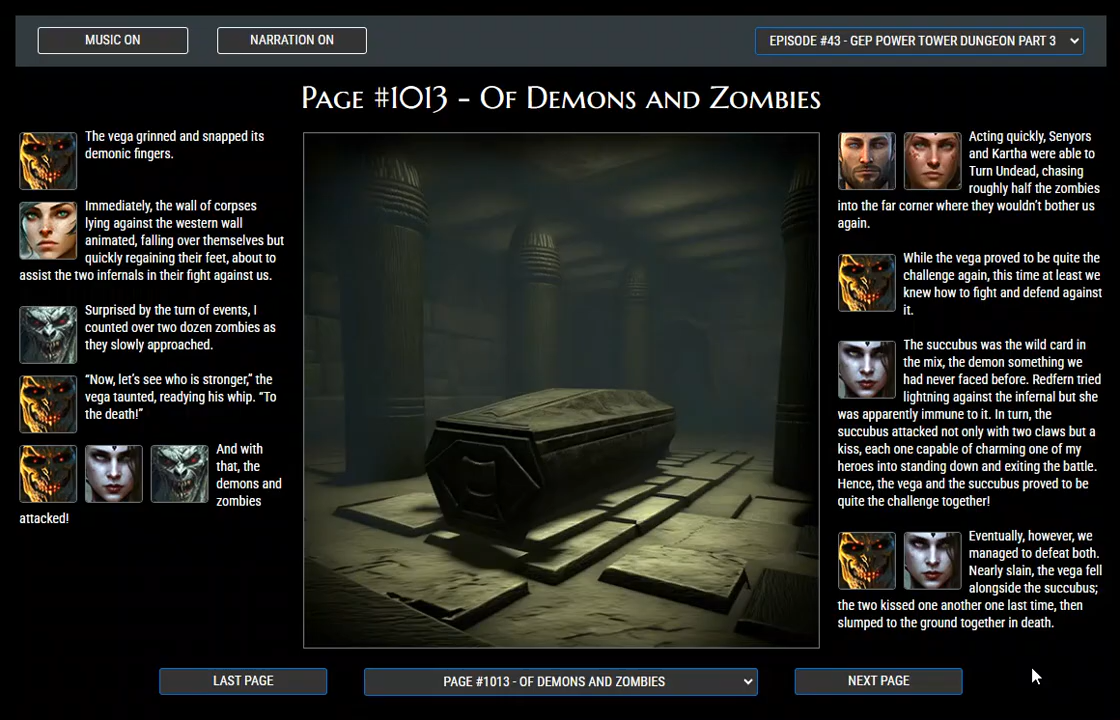 MUSIC ON
NARRATION ON
EPISODE #43 - GEP POWER TOWER DUNGEON PART 3
Page #1013 - Of Demons and Zombies
The vega grinned and snapped its
demonic fingers.
Immediately, the wall of corpses
lying against the western wall
animated, falling over themselves but
quickly regaining their feet, about to
assist the two infernals in their fight against us.
Surprised by the turn of events, I
counted over two dozen zombies as
they slowly approached.
“Now, let's see who is stronger,” the
vega taunted, readying his whip. “To
the death!”
And with
that, the
demons and
zombies
attacked!
Acting quickly, Senyors
and Kartha were able to
Turn Undead, chasing
roughly half the zombies
into the far corner where they wouldn't bother us
again.
While the vega proved to be quite the
challenge again, this time at least we
knew how to fight and defend against
it.
The succubus was the wild card in
the mix, the demon something we
had never faced before. Redfern tried
lightning against the infernal but she
was apparently immune to it. In turn, the
succubus attacked not only with two claws but a
kiss, each one capable of charming one of my
heroes into standing down and exiting the battle.
Hence, the vega and the succubus proved to be
quite the challenge together!
Eventually, however, we
managed to defeat both.
Nearly slain, the vega fell
alongside the succubus;
the two kissed one another one last time, then
slumped to the ground together in death.
LAST PAGE
PAGE #1013 - OF DEMONS AND ZOMBIES
NEXT PAGE